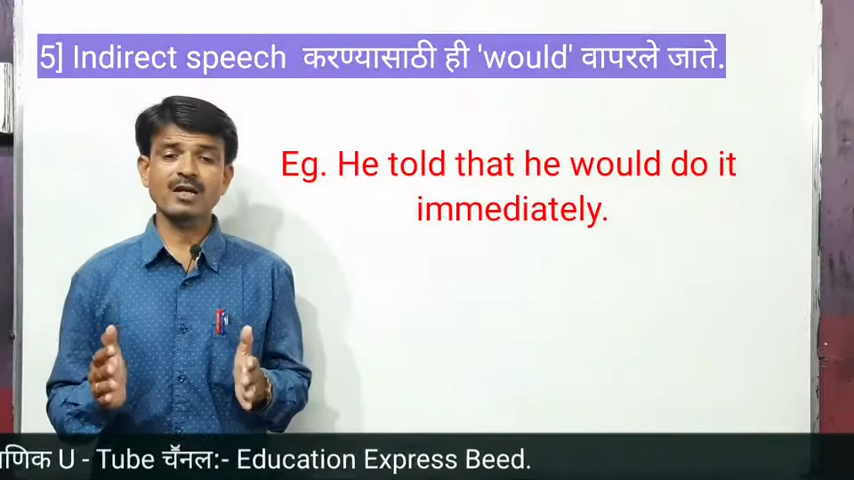 5] Indirect speech करण्यासाठी ही 'would' वापरले जाते.
Eg. He told that he would do it
immediately.
U - Tube चॅनल:- Education Express Beed.